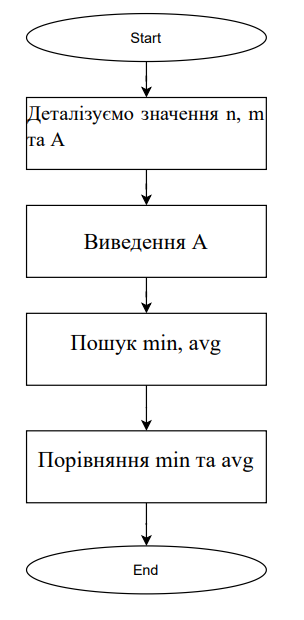 Start
Деталізуємо значення n, m
та A
Виведення A
Пошук min, avg
Порівняння min та avg
End